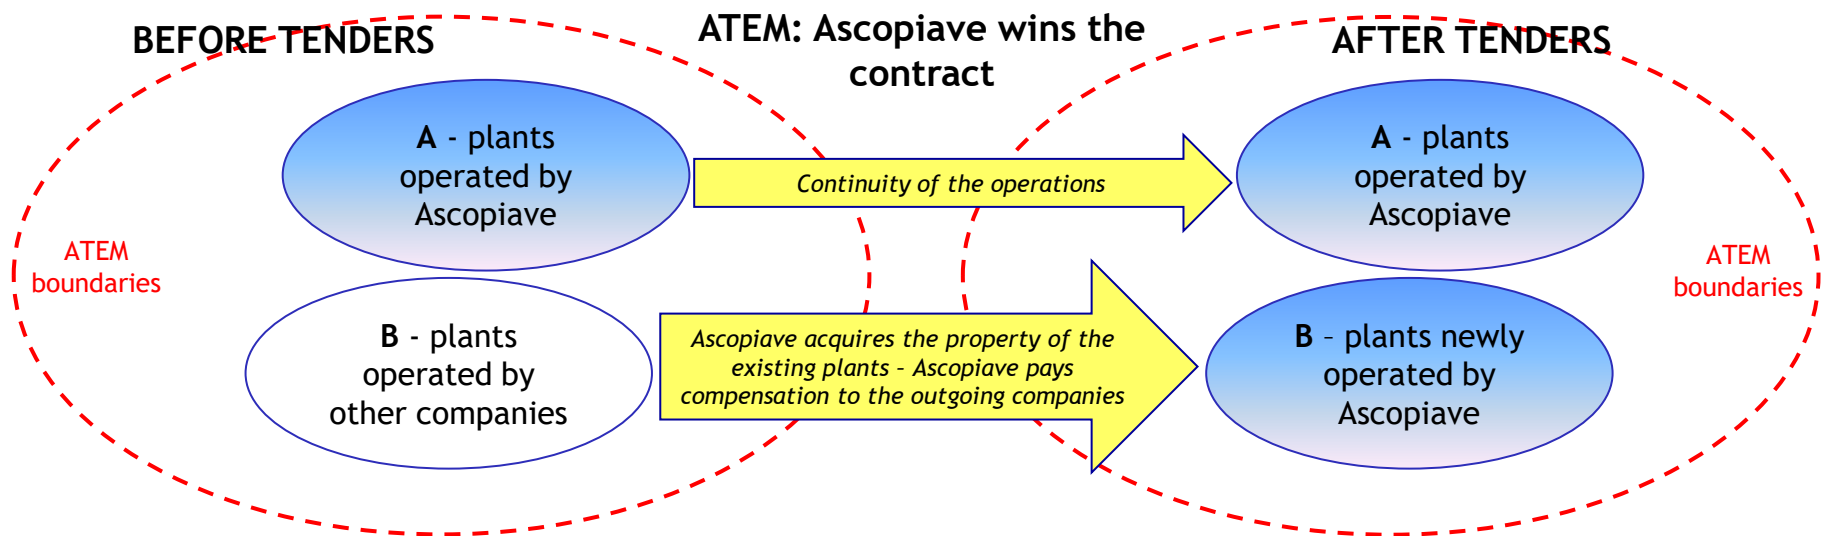 BEFORE TENDERS
ATEM: Ascopiave wins the
contract
AFTER TENDERS
A - plants
operated by
Ascopiave
Continuity of the operations
A - plants
operated by
Ascopiave
ATEM
boundaries
ATEM
boundaries
B - plants
operated by
other companies
Ascopiave acquires the property of the
existing plants – Ascopiave pays
compensation to the outgoing companies
B – plants newly
operated by
Ascopiave